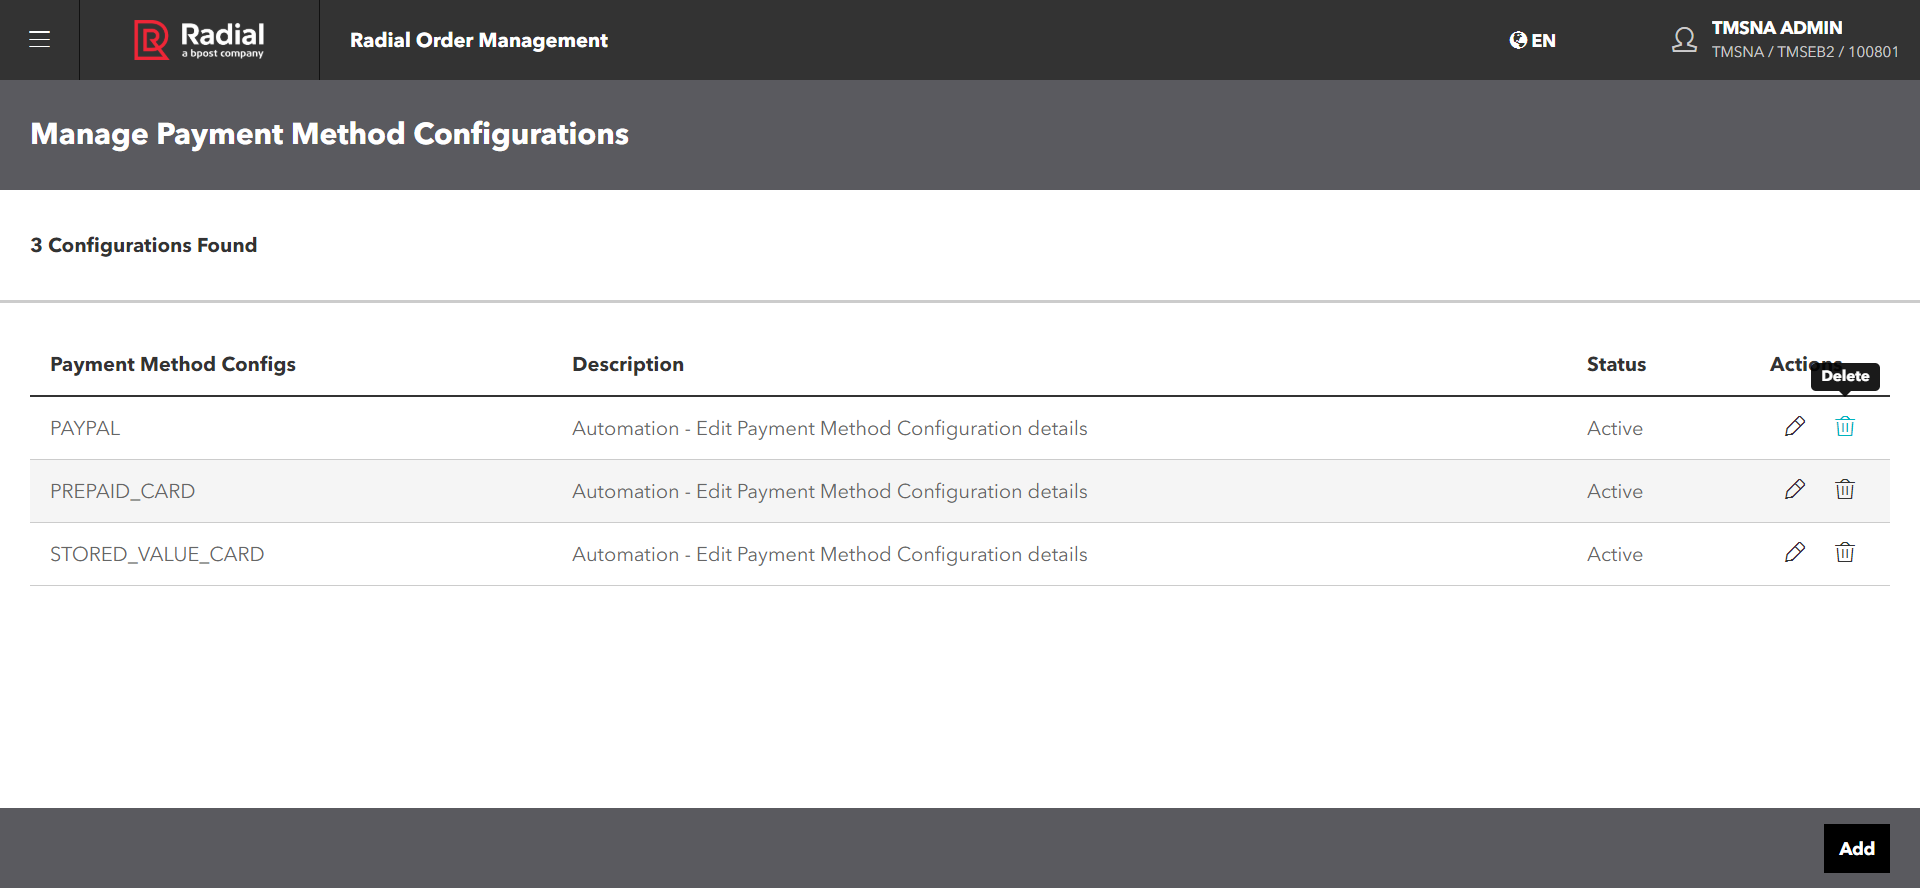 Radial
a bpost company
Radial Order Management
EN
TMSNA ADMIN
TMSNA / TMSEB2 / 100801
Manage Payment Method Configurations
3 Configurations Found
Payment Method Configs Description Status Actions
Delete
PAYPAL Automation - Edit Payment Method Configuration details Active
PREPAID_CARD Automation - Edit Payment Method Configuration details Active
STORED_VALUE_CARD Automation - Edit Payment Method Configuration details Active
Add